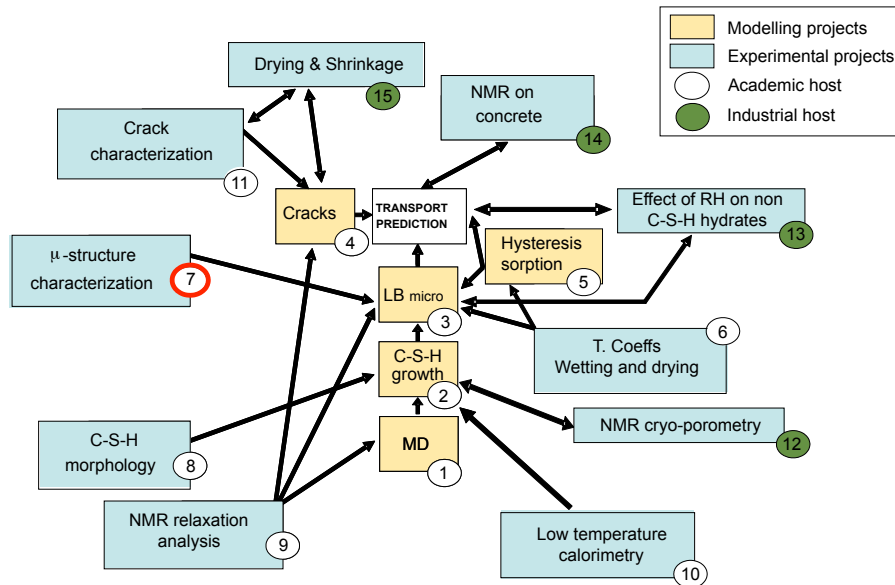 Modelling projects
Experimental projects
Academic host
Industrial host
Drying & Shrinkage
15
NMR on
concrete
14
Crack
characterization
11
Cracks
4
TRANSPORT
PREDICTION
Effect of RH on non
C-S-H hydrates
13
Hysteresis
sorption
5
μ-structure
characterization
7
LB micro
3
6
T. Coeffs
Wetting and drying
C-S-H
growth
2
NMR cryo-porometry
12
C-S-H
morphology
8
MD
1
NMR relaxation
analysis
9
Low temperature
calorimetry
10